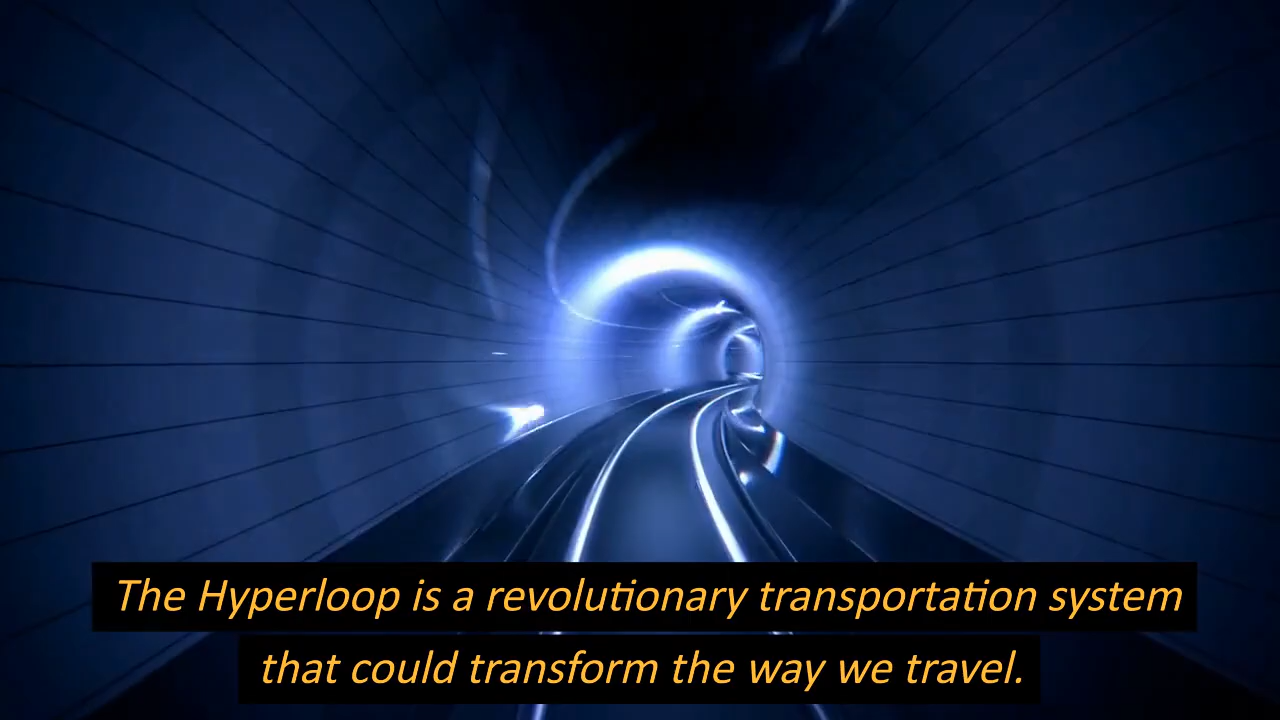 The Hyperloop is a revolutionary transportation system
that could transform the way we travel.